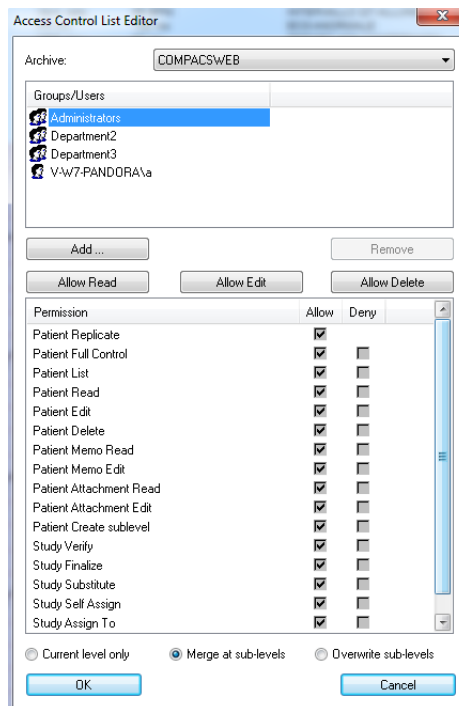 Access Control List Editor
Archive: COMPACSWEB
Groups/Users
Administrators
Department2
Department3
V-W7-PANDORA\a
Add ... Remove
Allow Read Allow Edit Allow Delete
Permission Allow Deny
Patient Replicate
Patient Full Control
Patient List
Patient Read
Patient Edit
Patient Delete
Patient Memo Read
Patient Memo Edit
Patient Attachment Read
Patient Attachment Edit
Patient Create sublevel
Study Verify
Study Finalize
Study Substitute
Study Self Assign
Study Assign To
Current level only Merge at sub-levels Overwrite sub-levels
OK Cancel